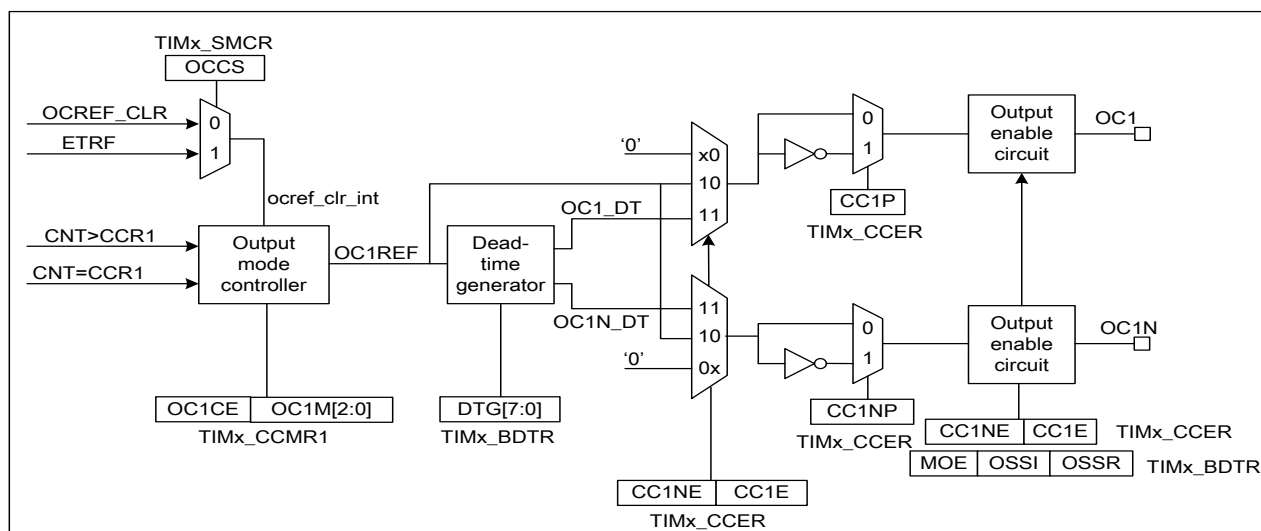 TIMx_SMCR
OCCS
OCREF_CLR
ETRF
0
1
ocref_clr_int
CNT>CCR1
CNT=CCR1
Output
mode
controller
OC1REF
OC1CE
OC1M[2:0]
TIMx_CCMR1
Dead-
time
generator
DTG[7:0]
TIMx_BDTR
OC1_DT
OC1N_DT
'0'
x0
10
11
11
10
0x
'0'
CC1NE
CC1E
TIMx_CCER
0
1
CC1P
TIMx_CCER
0
1
CC1NP
TIMx_CCER
Output
enable
circuit
OC1
Output
enable
circuit
OC1N
CC1NE
CC1E
TIMx_CCER
MOE
OSSI
OSSR
TIMx_BDTR